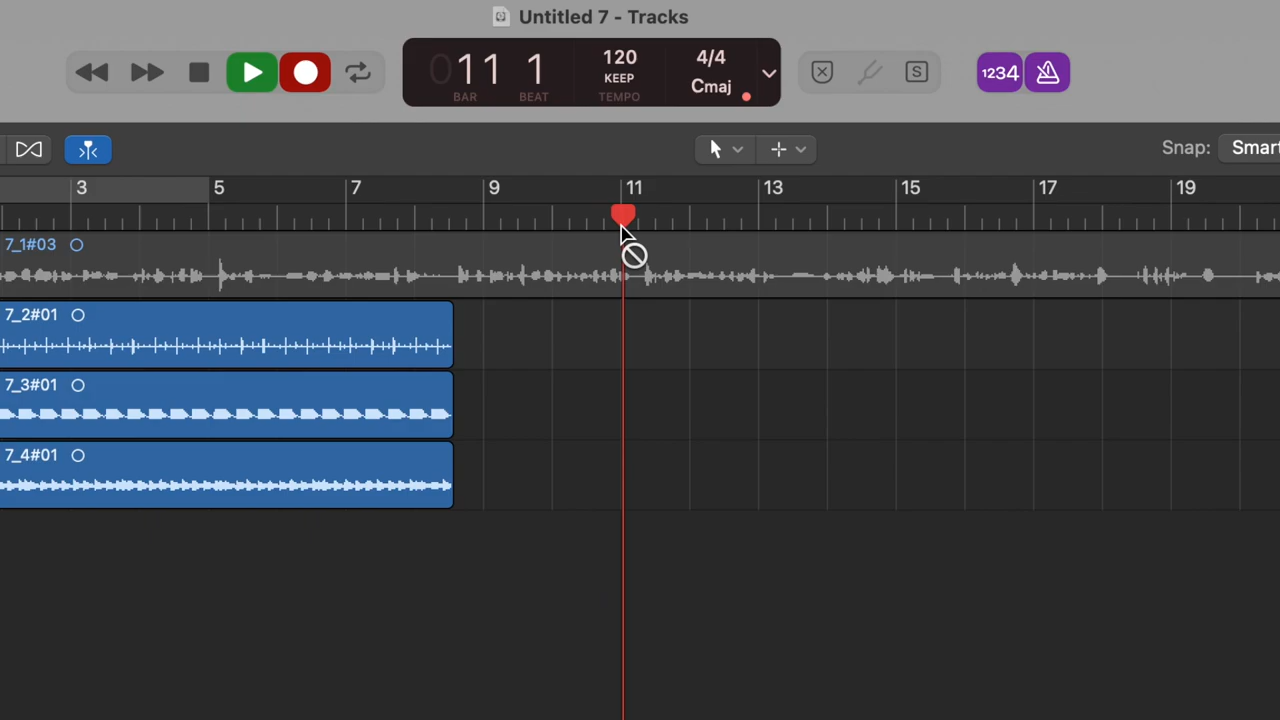 Untitled 7 - Tracks
011 1 120 4/4
KEEP Cmaj
BAR BEAT TEMPO
1234
S
Snap: Smart
3 5 7 9 11 13 15 17 19
7_1#03
7_2#01
7_3#01
7_4#01